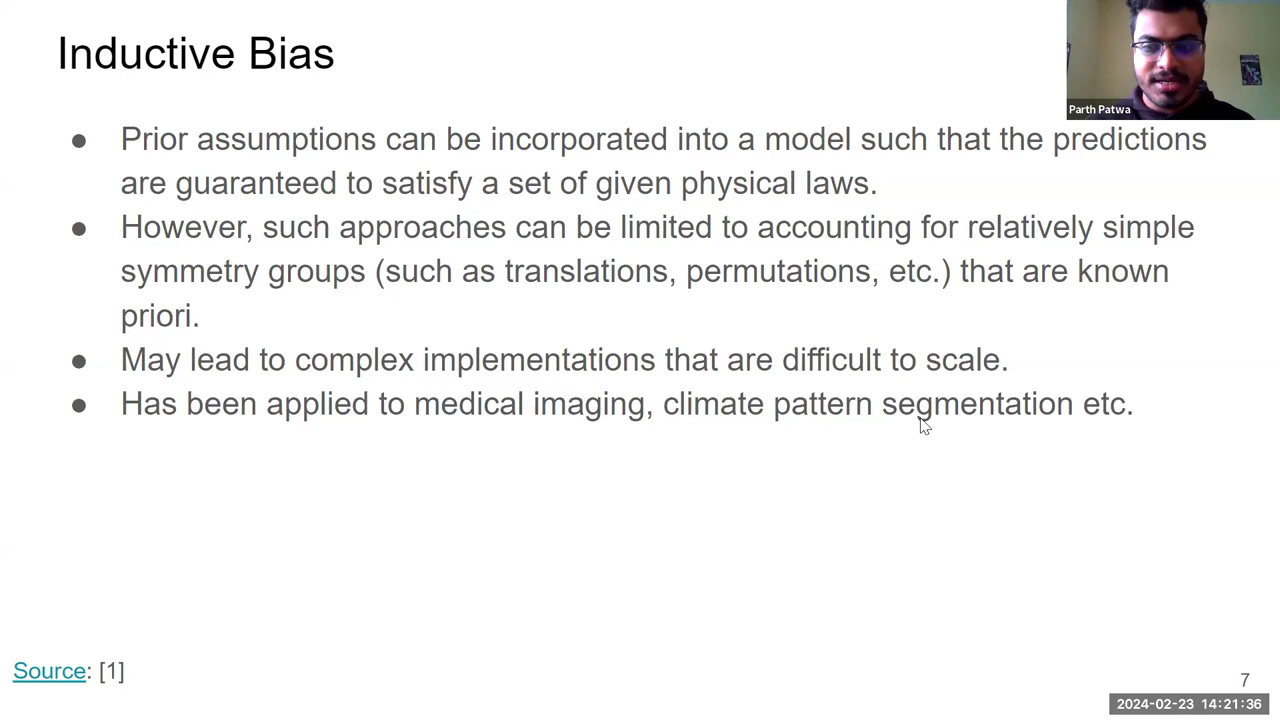 Inductive Bias
Parth Patwa
● Prior assumptions can be incorporated into a model such that the predictions
are guaranteed to satisfy a set of given physical laws.
● However, such approaches can be limited to accounting for relatively simple
symmetry groups (such as translations, permutations, etc.) that are known
priori.
● May lead to complex implementations that are difficult to scale.
● Has been applied to medical imaging, climate pattern segmentation etc.
Source: [1]
7
2024-02-23 14:21:36